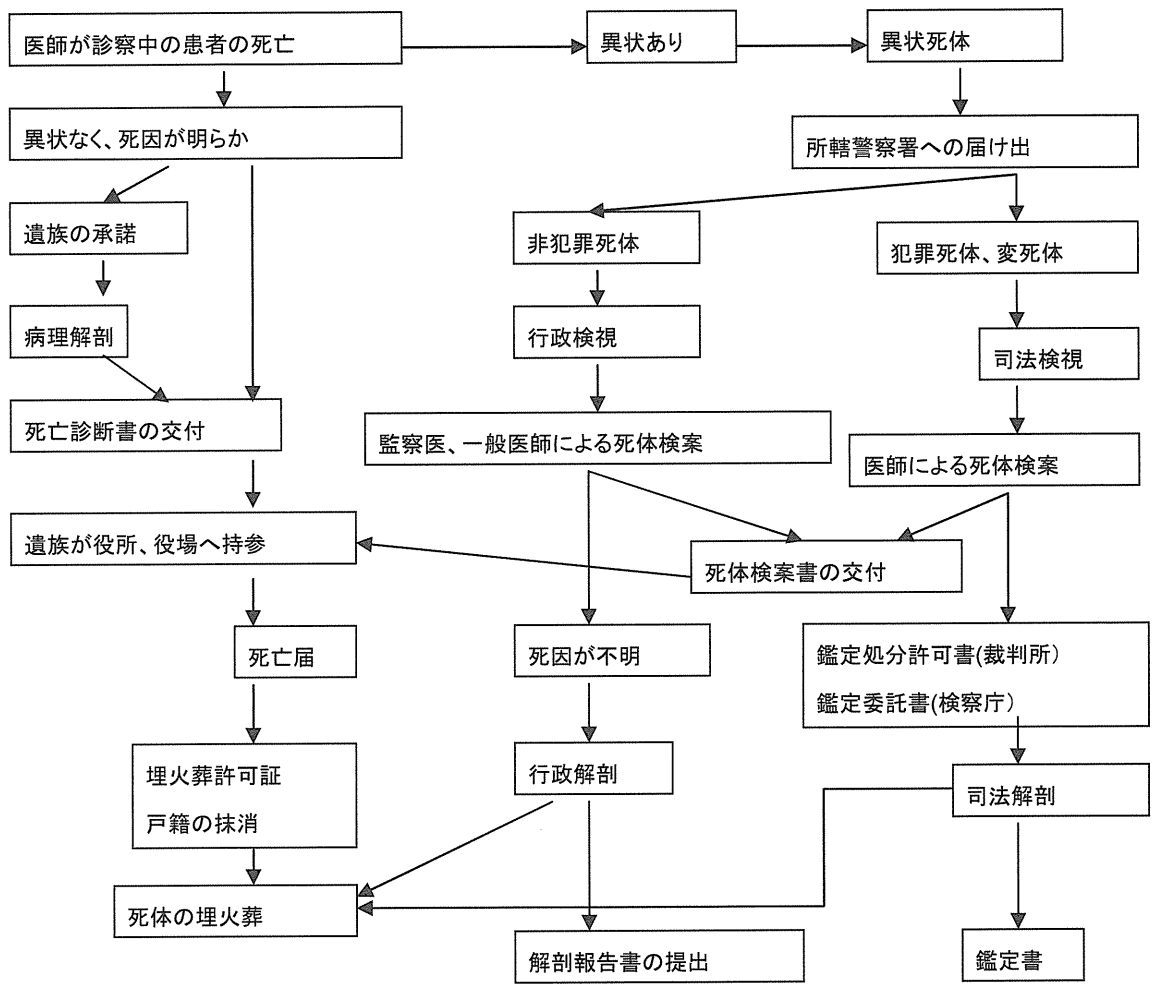 医師が診察中の患者の死亡
異状あり
異状死体
異状なく、死因が明らか
所轄警察署への届け出
遺族の承諾
非犯罪死体
犯罪死体、変死体
病理解剖
行政検視
司法検視
死亡診断書の交付
監察医、一般医師による死体検案
医師による死体検案
遺族が役所、役場へ持参
死体検案書の交付
死亡届
死因が不明
鑑定処分許可書(裁判所)
鑑定委託書(検察庁)
埋火葬許可証
戸籍の抹消
行政解剖
司法解剖
死体の埋火葬
解剖報告書の提出
鑑定書